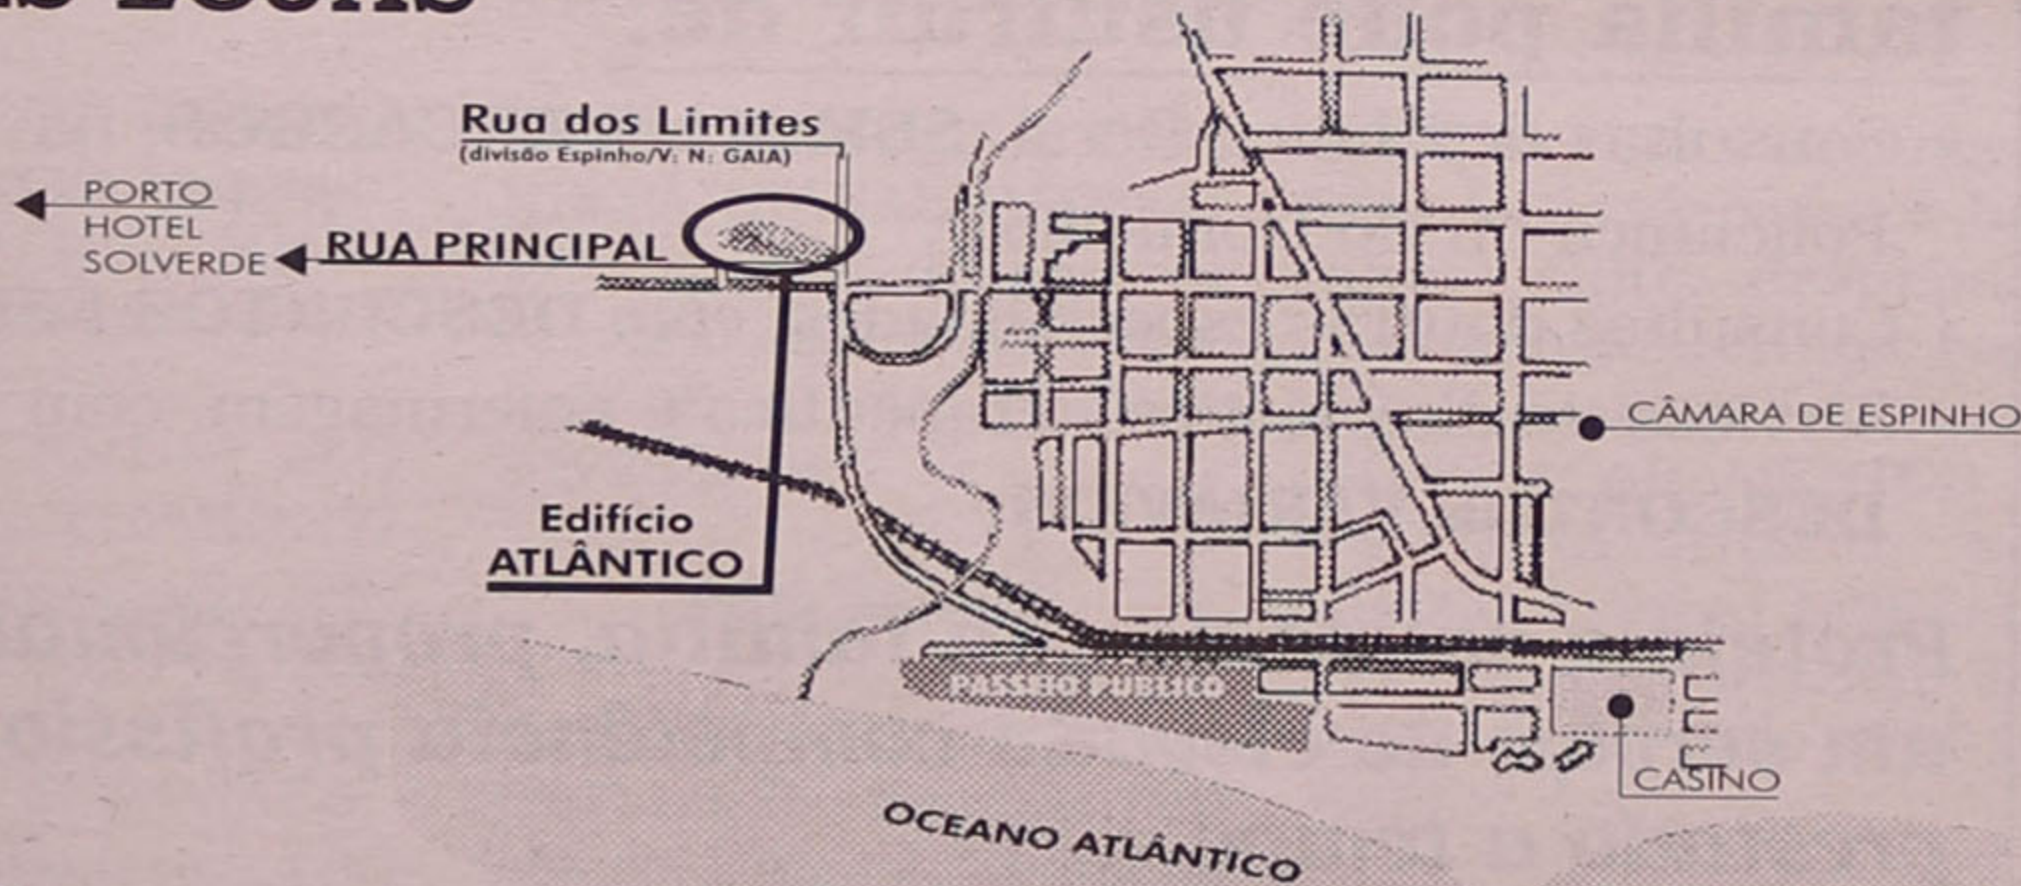 Rua dos Limites
(divisão Espinho/V: N: GAIA)
PORTO
HOTEL
SOLVERDE
RUA PRINCIPAL
CÂMARA DE ESPINHO
Edifício
ATLÂNTICO
PASSEIO PUBLICO
CASINO
OCEANO ATLÂNTICO